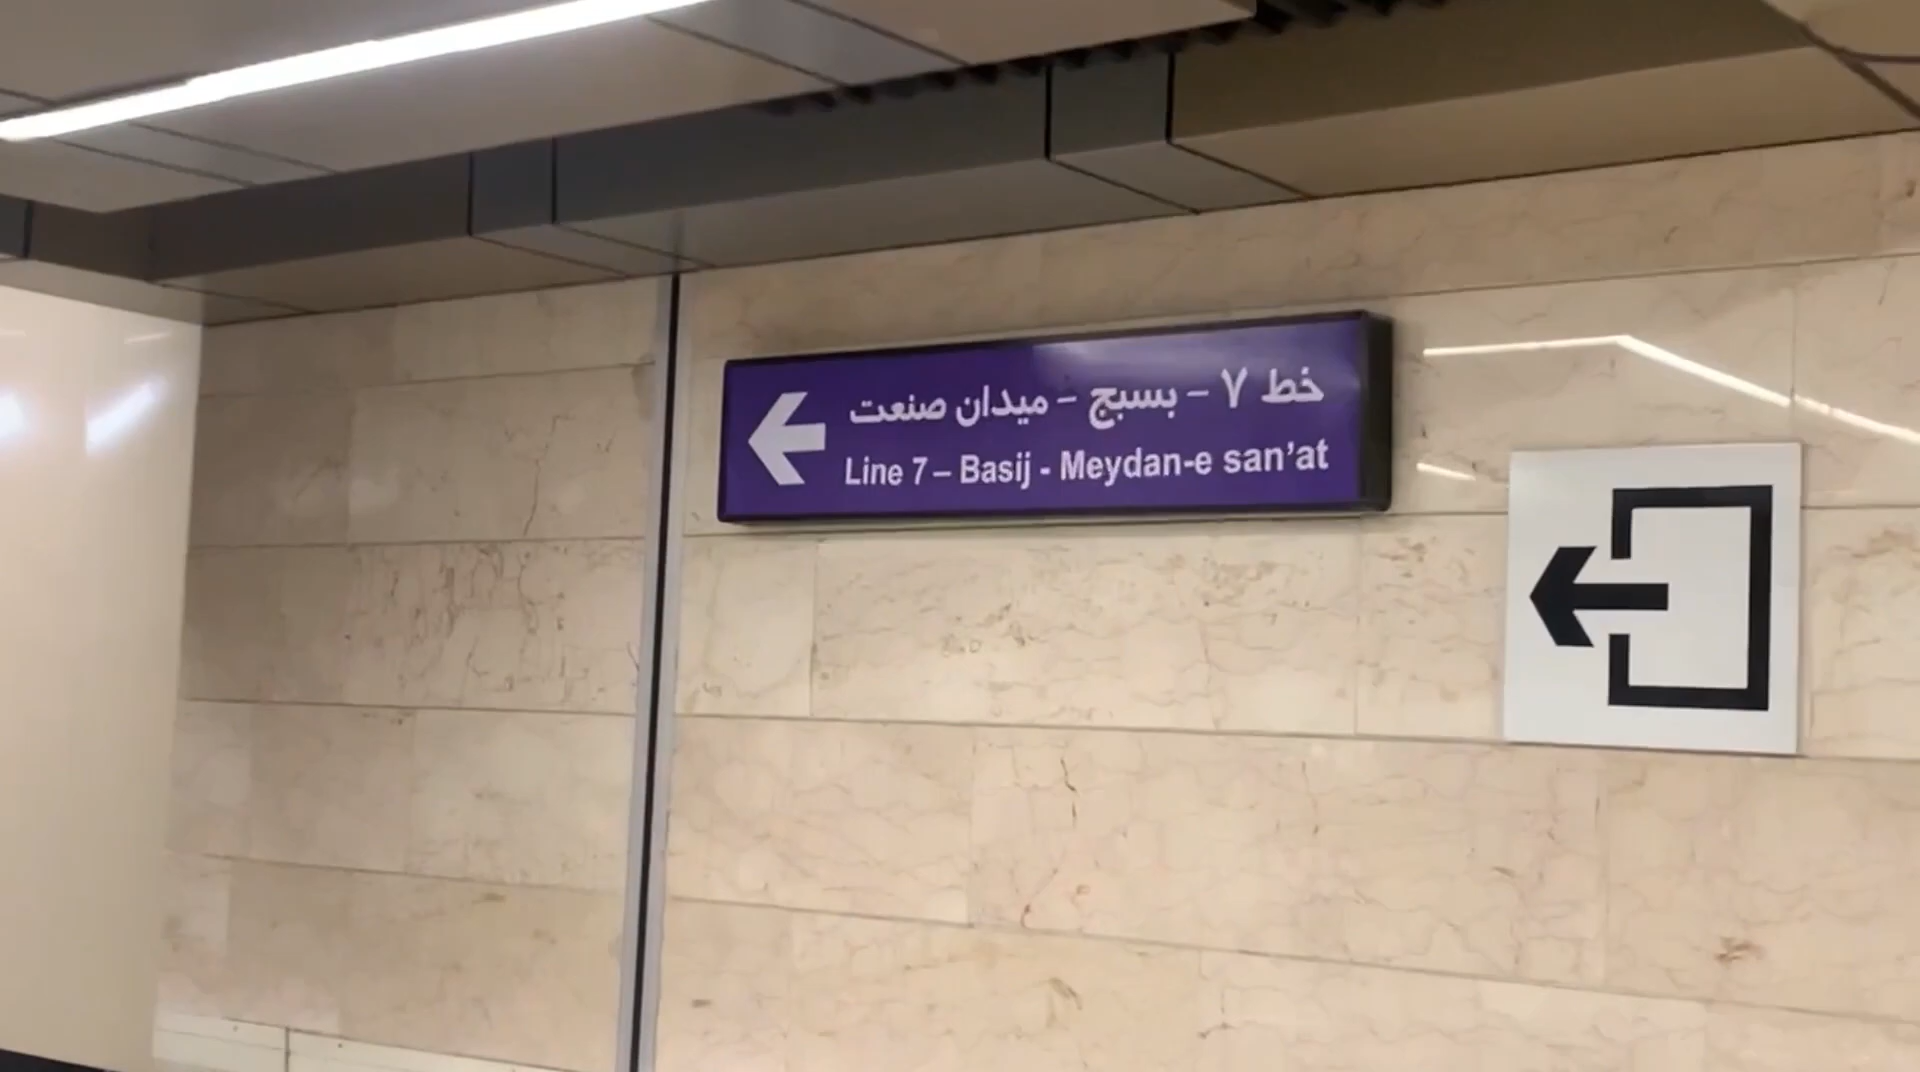 خط ۷ – بسیج – میدان صنعت
Line 7 – Basij - Meydan-e san'at